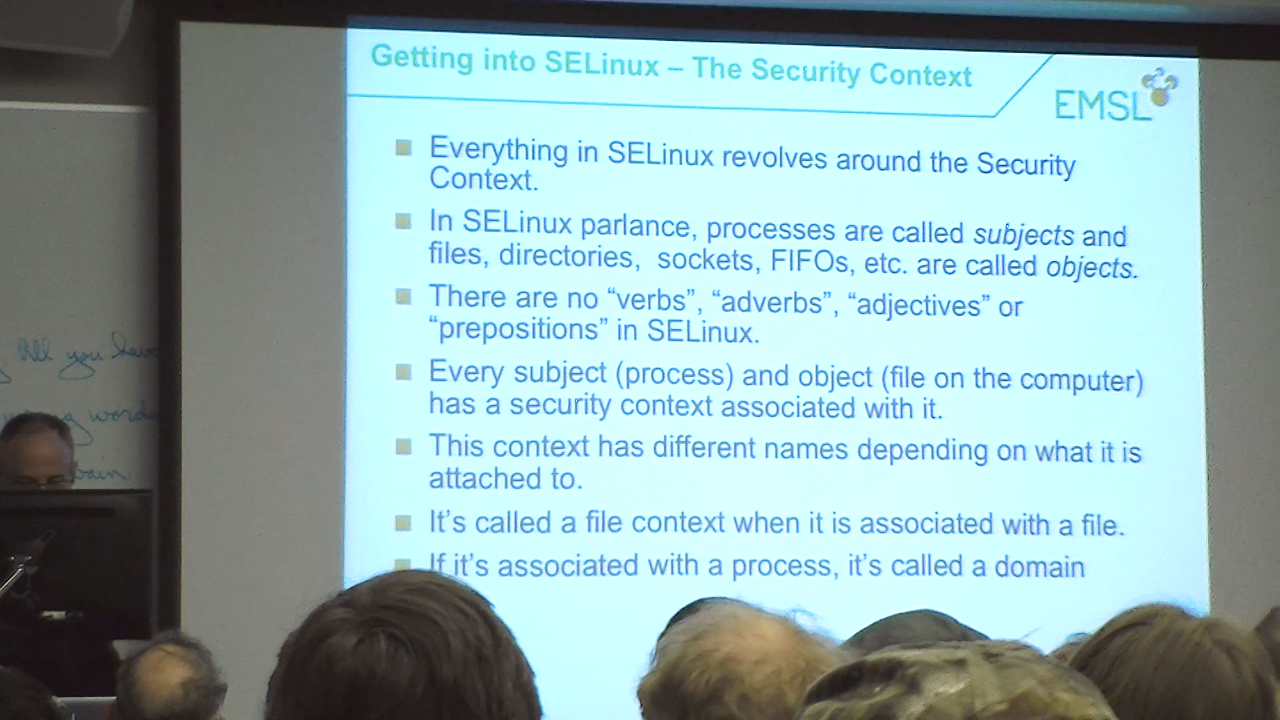 Getting into SELinux – The Security Context
EMSL
Everything in SELinux revolves around the Security
Context.
In SELinux parlance, processes are called subjects and
files, directories, sockets, FIFOs, etc. are called objects.
There are no “verbs”, “adverbs”, “adjectives” or
“prepositions” in SELinux.
Every subject (process) and object (file on the computer)
has a security context associated with it.
This context has different names depending on what it is
attached to.
It’s called a file context when it is associated with a file.
If it’s associated with a process, it’s called a domain
All you have